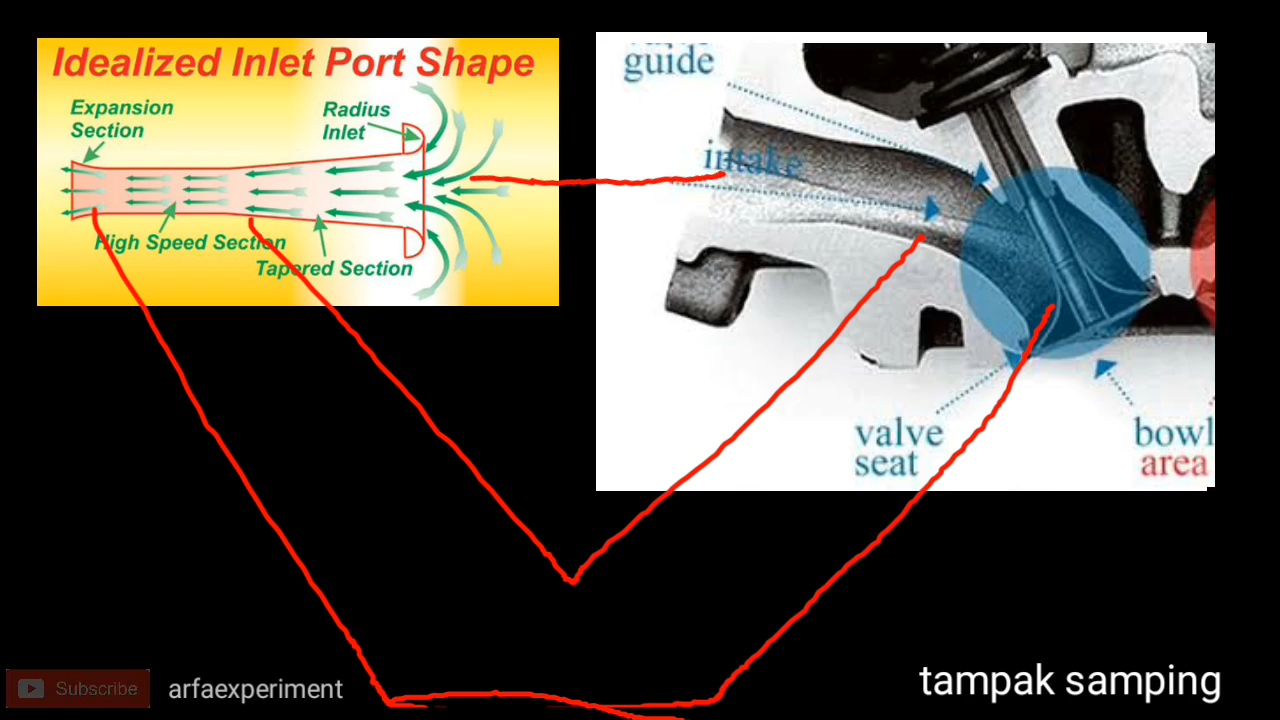 Idealized Inlet Port Shape
Expansion
Section
Radius
Inlet
High Speed Section
Tapered Section
guide
intake
valve
seat
bowl
area
Subscribe
arfaexperiment
tampak samping